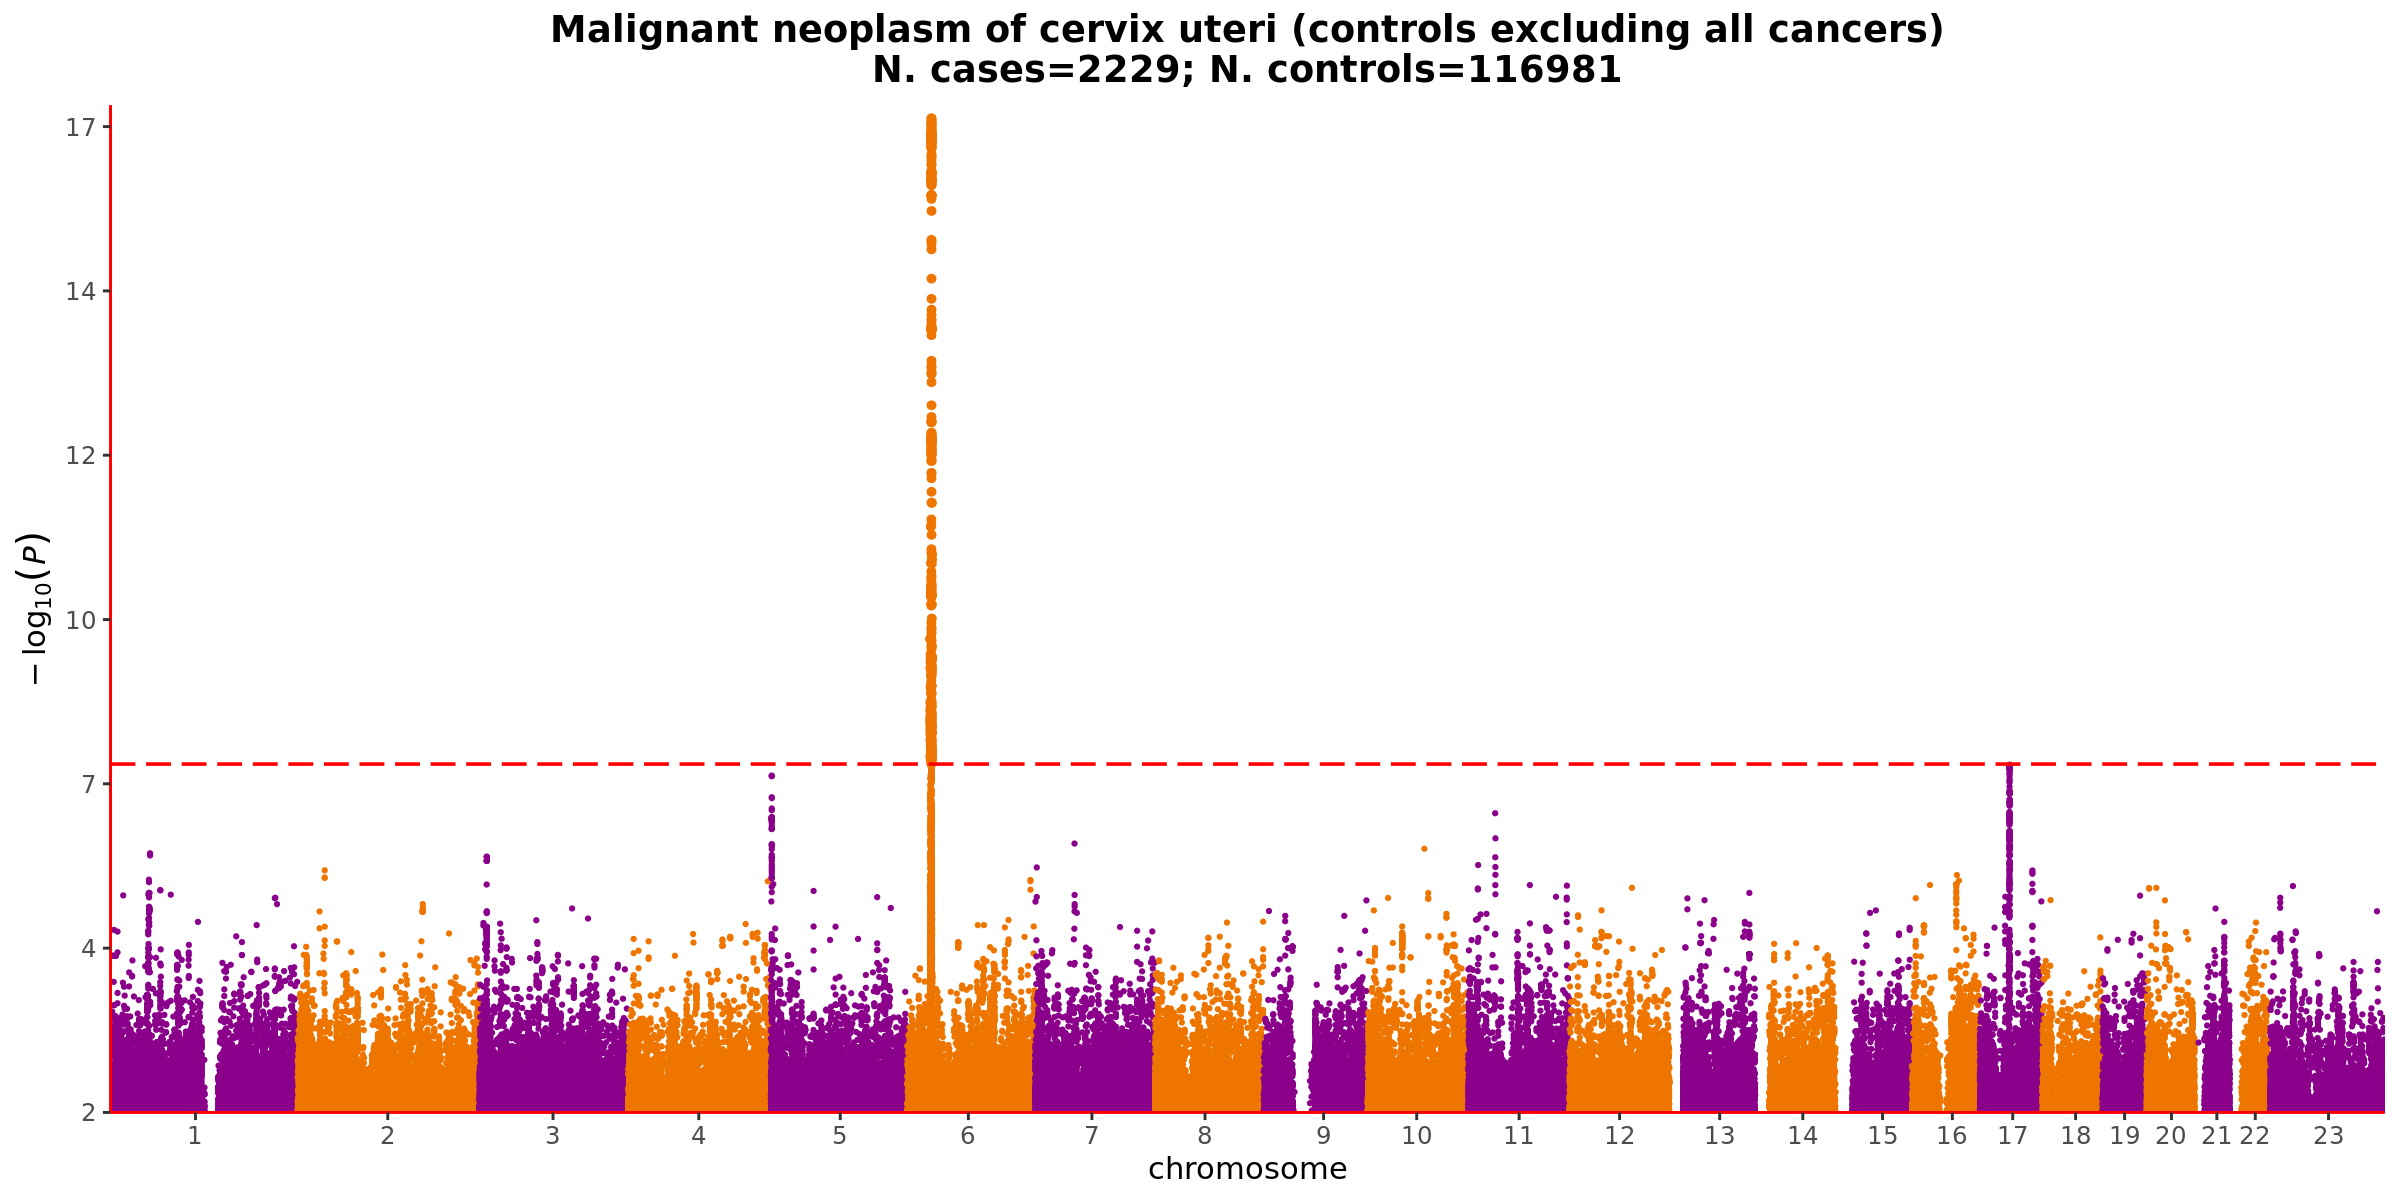 Malignant neoplasm of cervix uteri (controls excluding all cancers)
N. cases=2229; N. controls=116981
17
14
12
10
7
4
2
−log₁₀(P)
1 2 3 4 5 6 7 8 9 10 11 12 13 14 15 16 17 18 19 20 21 22 23
chromosome